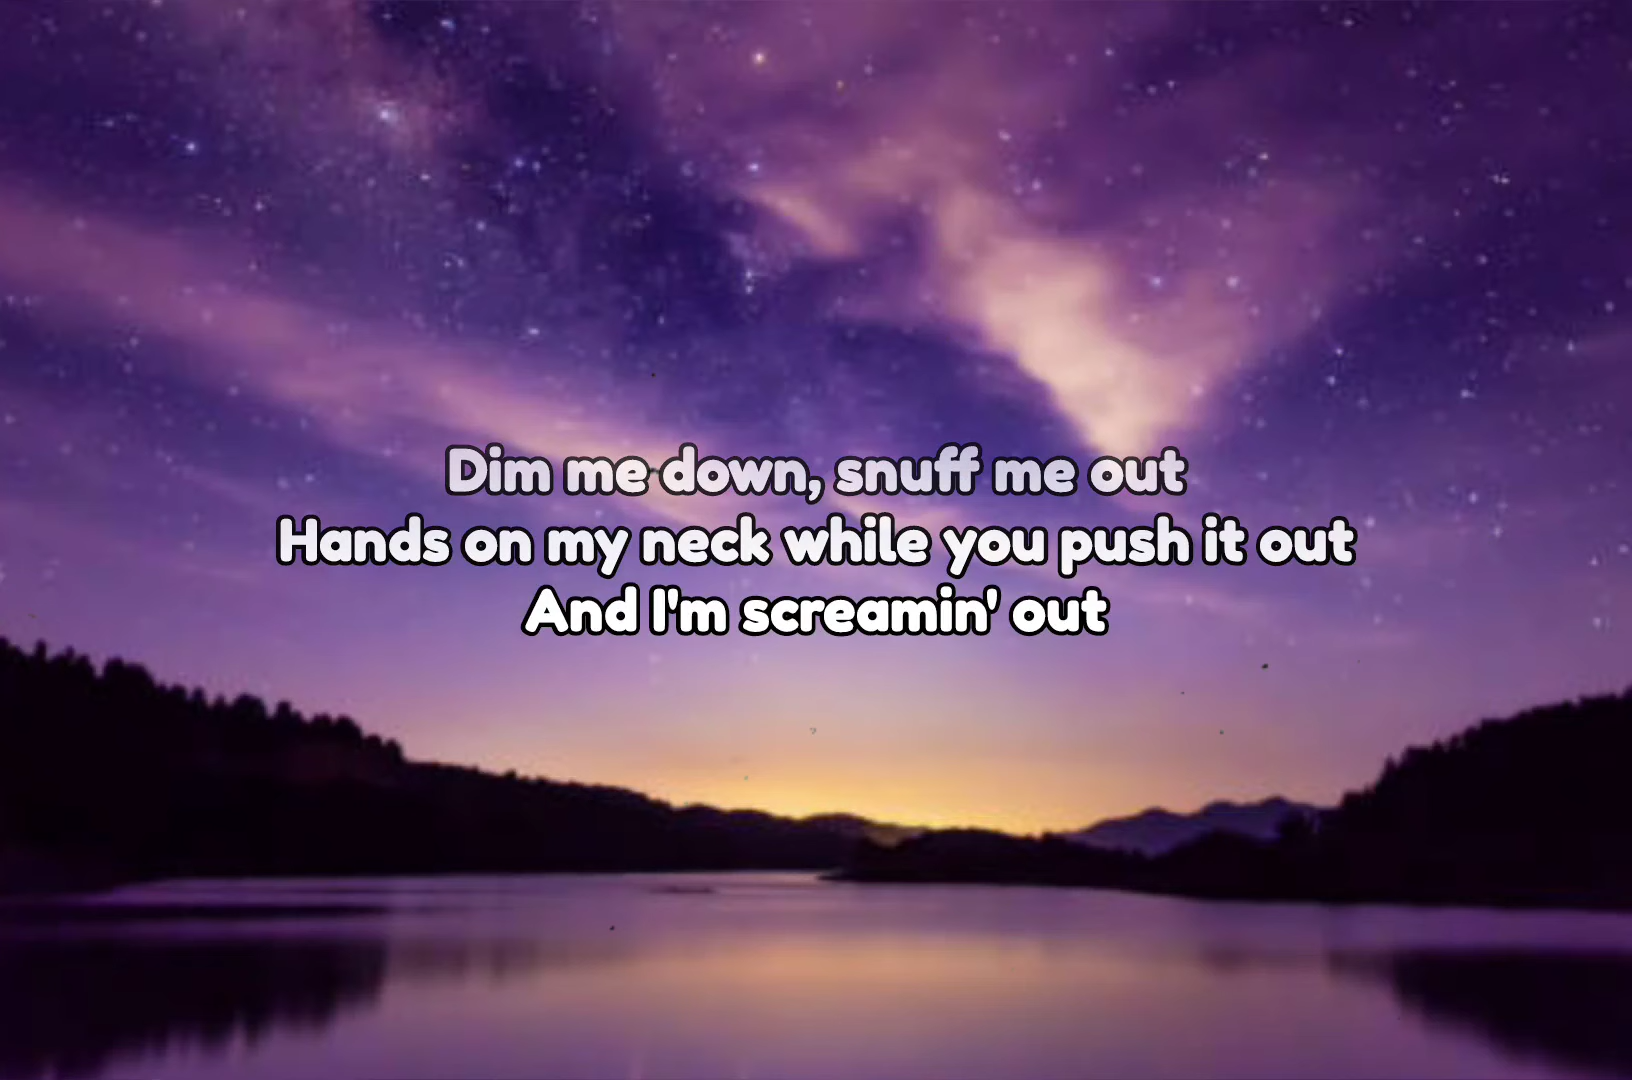 Dim me down, snuff me out
Hands on my neck while you push it out
And I'm screamin' out